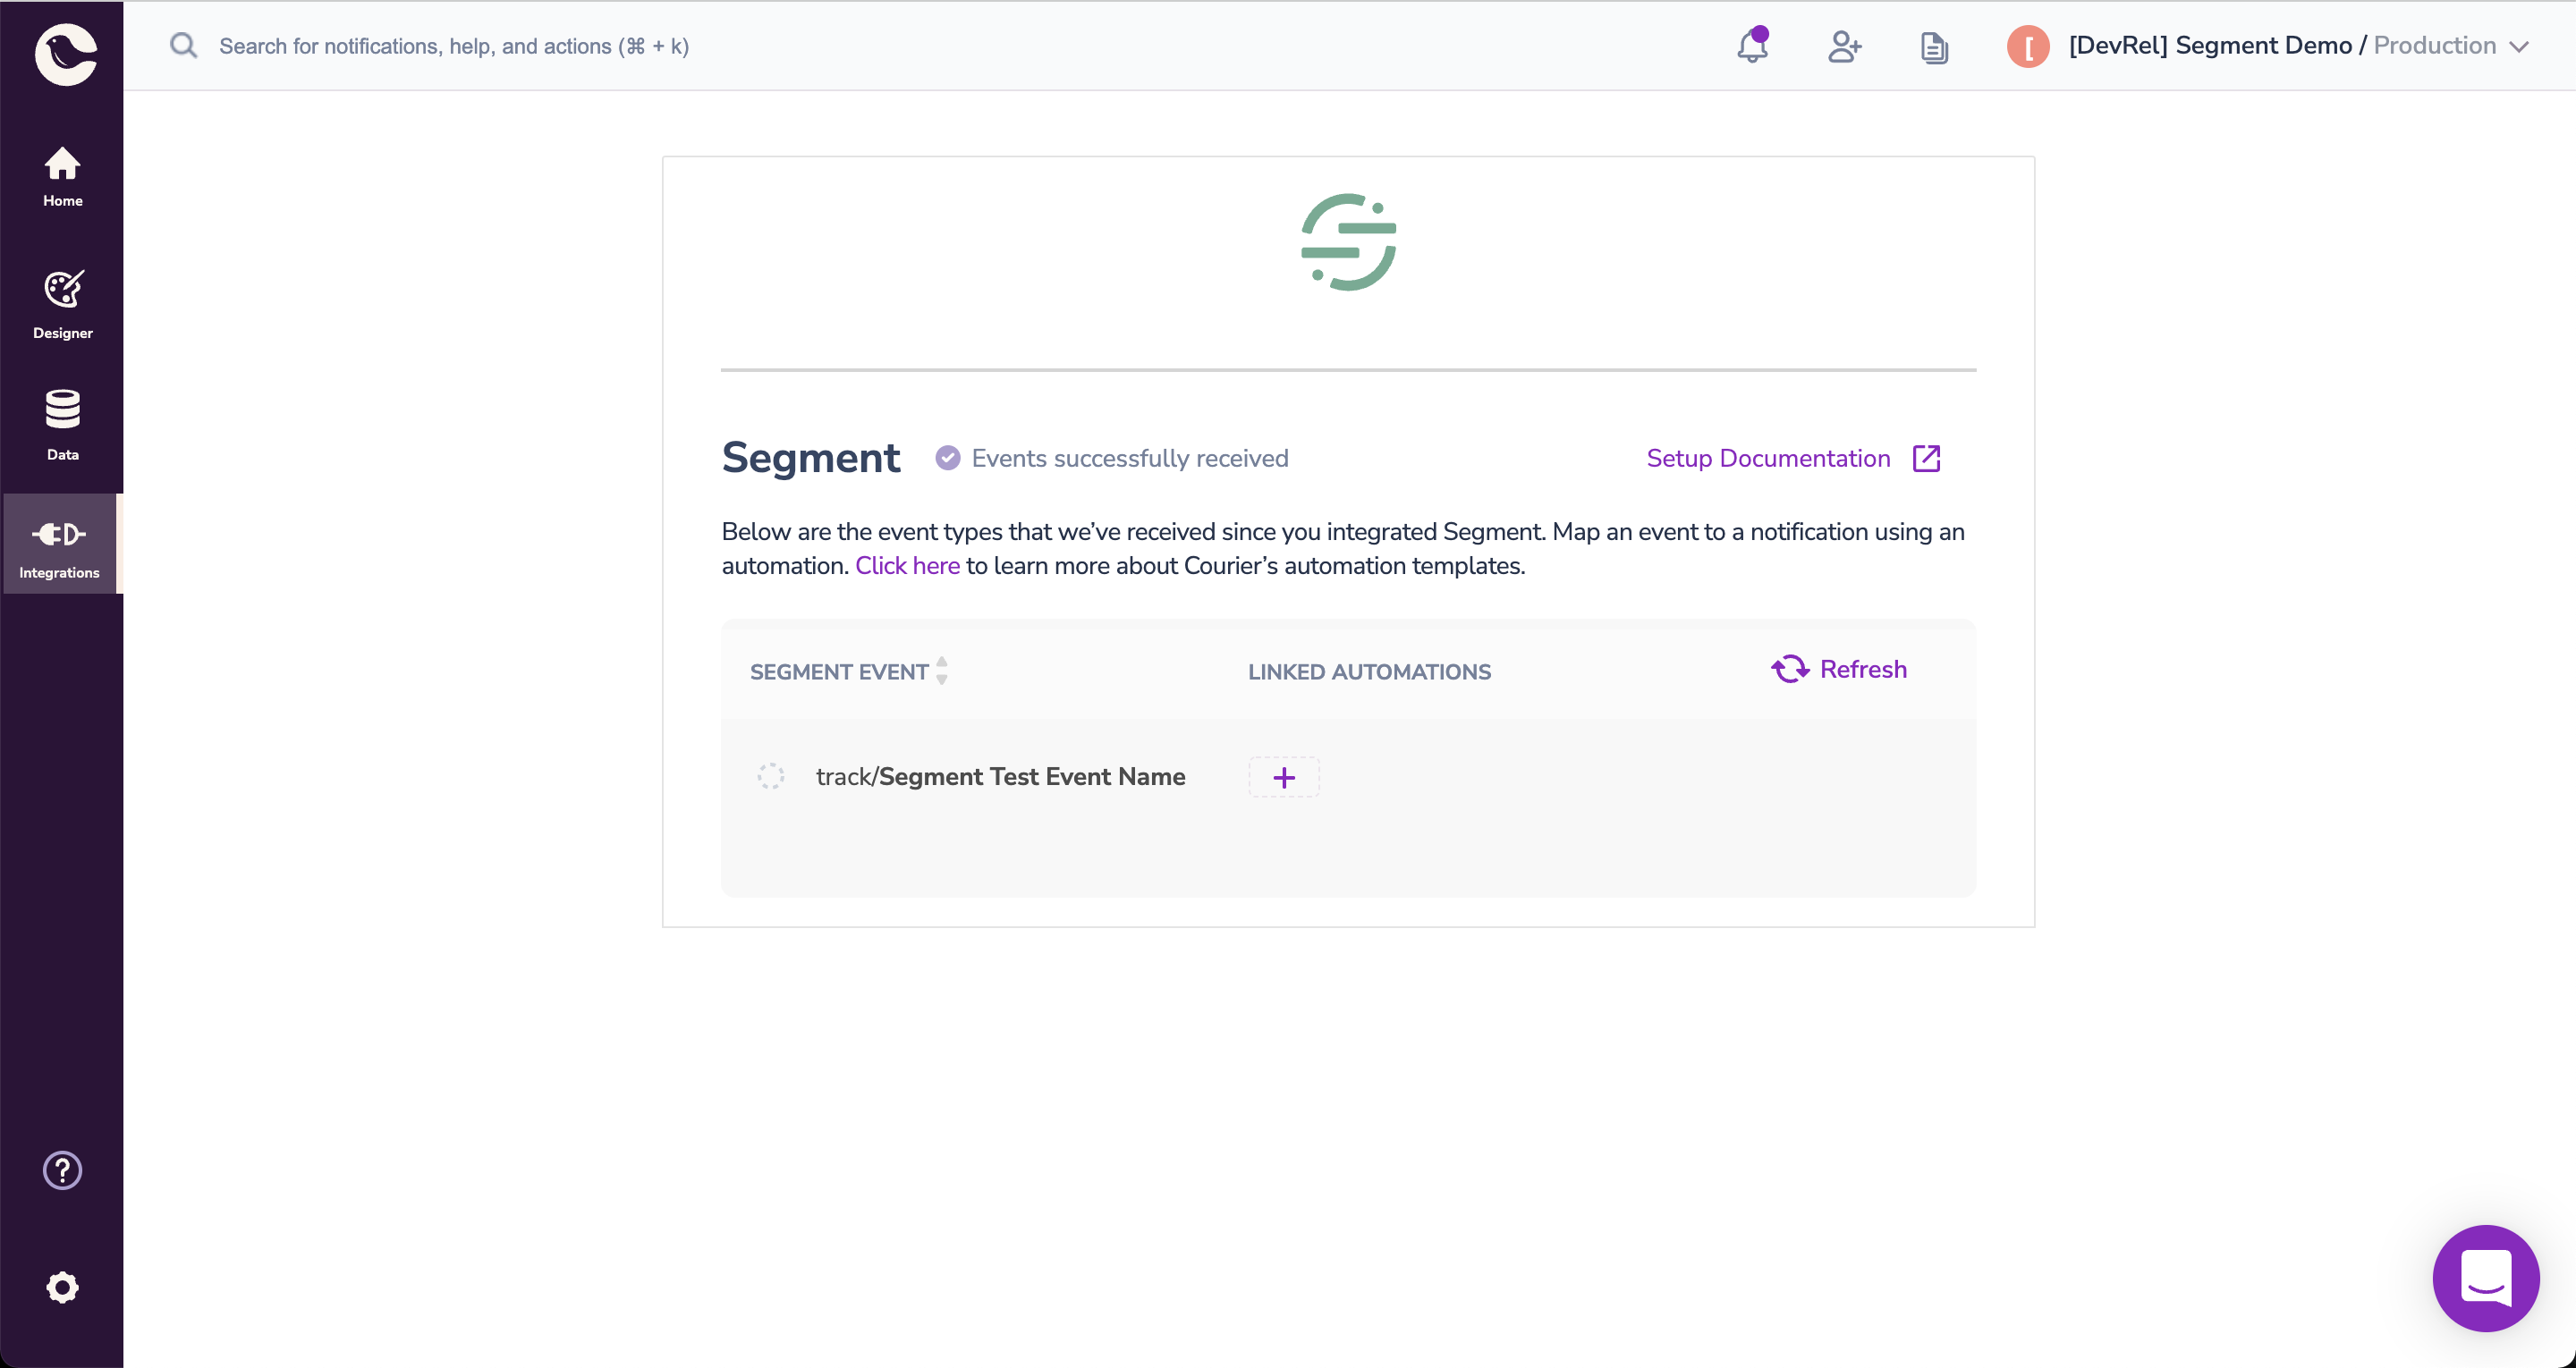 Search for notifications, help, and actions (⌘ + k)
[
[DevRel] Segment Demo / Production
Home
Designer
Data
Integrations
Segment
Events successfully received
Setup Documentation
Below are the event types that we’ve received since you integrated Segment. Map an event to a notification using an
automation. Click here to learn more about Courier’s automation templates.
SEGMENT EVENT
LINKED AUTOMATIONS
Refresh
track/Segment Test Event Name
+
?